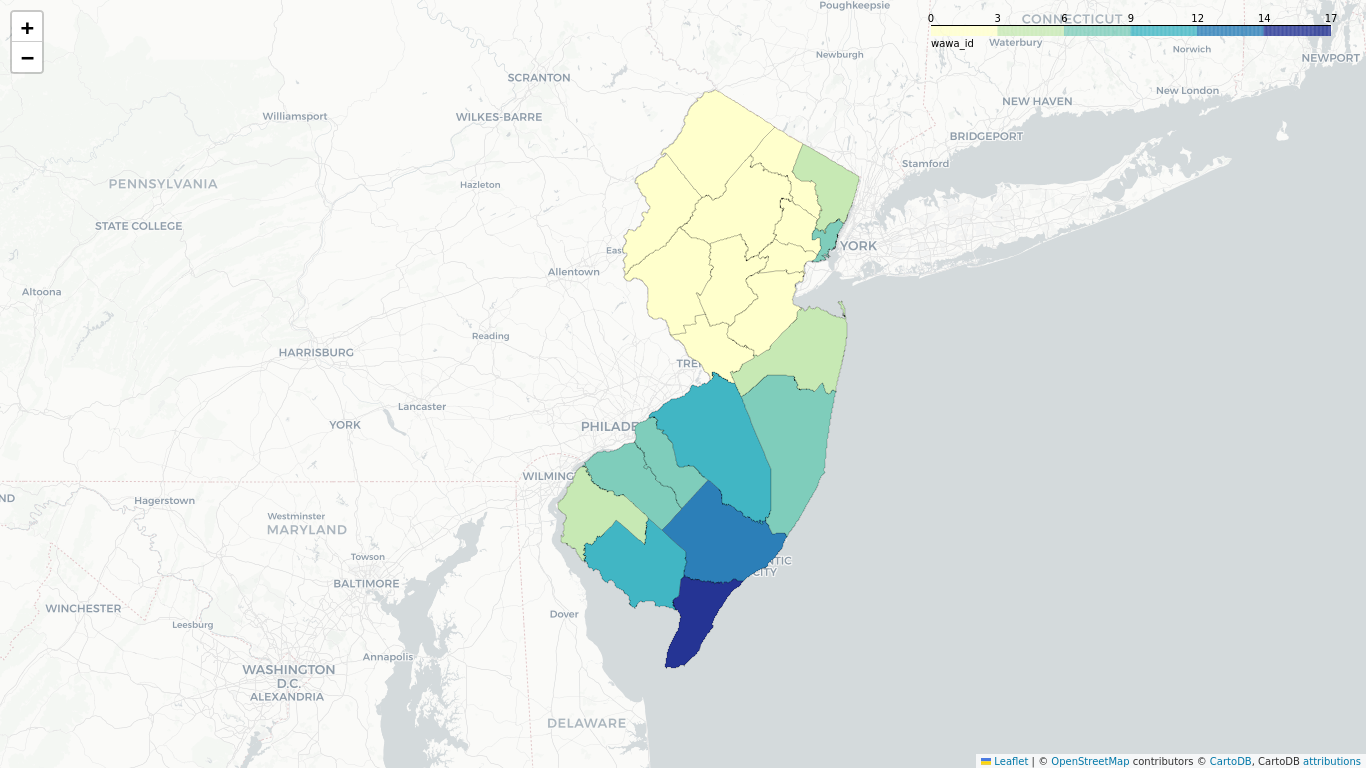 +
−
0 3 6 9 12 14 17
wawa_id
Poughkeepsie
CONNECTICUT
Waterbury
Norwich
Newburgh
NEWPORT
SCRANTON
New London
NEW HAVEN
WILKES-BARRE
Williamsport
BRIDGEPORT
Stamford
PENNSYLVANIA
Hazleton
STATE COLLEGE
YORK
Eas
Allentown
Altoona
Reading
HARRISBURG
TRE
Lancaster
YORK
PHILADE
WILMING
ND
Hagerstown
Westminster
MARYLAND
Towson
TIC
CITY
BALTIMORE
WINCHESTER
Dover
Leesburg
Annapolis
WASHINGTON
D.C.
ALEXANDRIA
DELAWARE
Leaflet | © OpenStreetMap contributors © CartoDB, CartoDB attributions